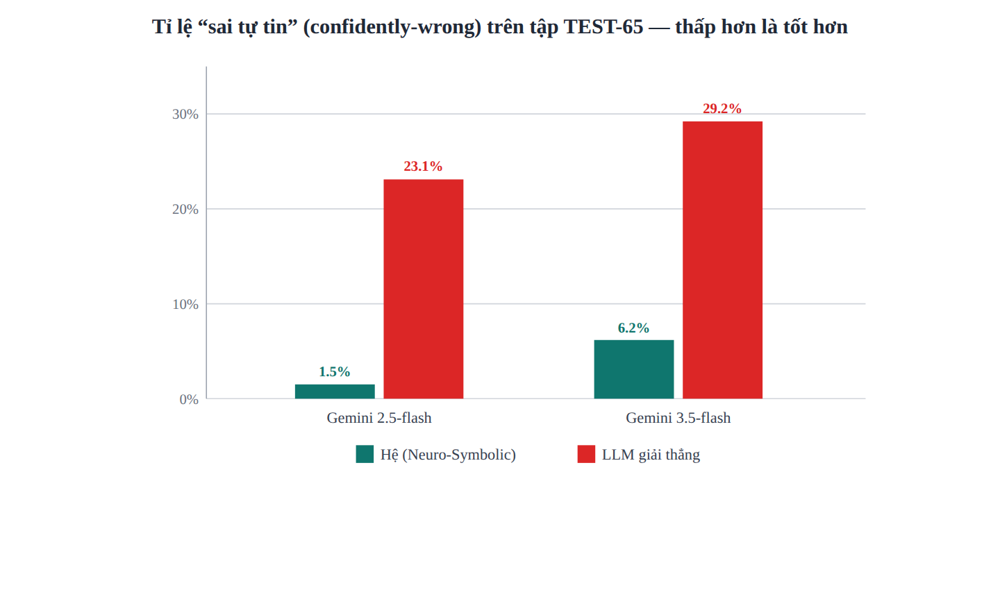 Tỉ lệ “sai tự tin” (confidently-wrong) trên tập TEST-65 — thấp hơn là tốt hơn
30%
20%
10%
0%
29.2%
23.1%
6.2%
1.5%
Gemini 2.5-flash
Gemini 3.5-flash
Hệ (Neuro-Symbolic)
LLM giải thẳng